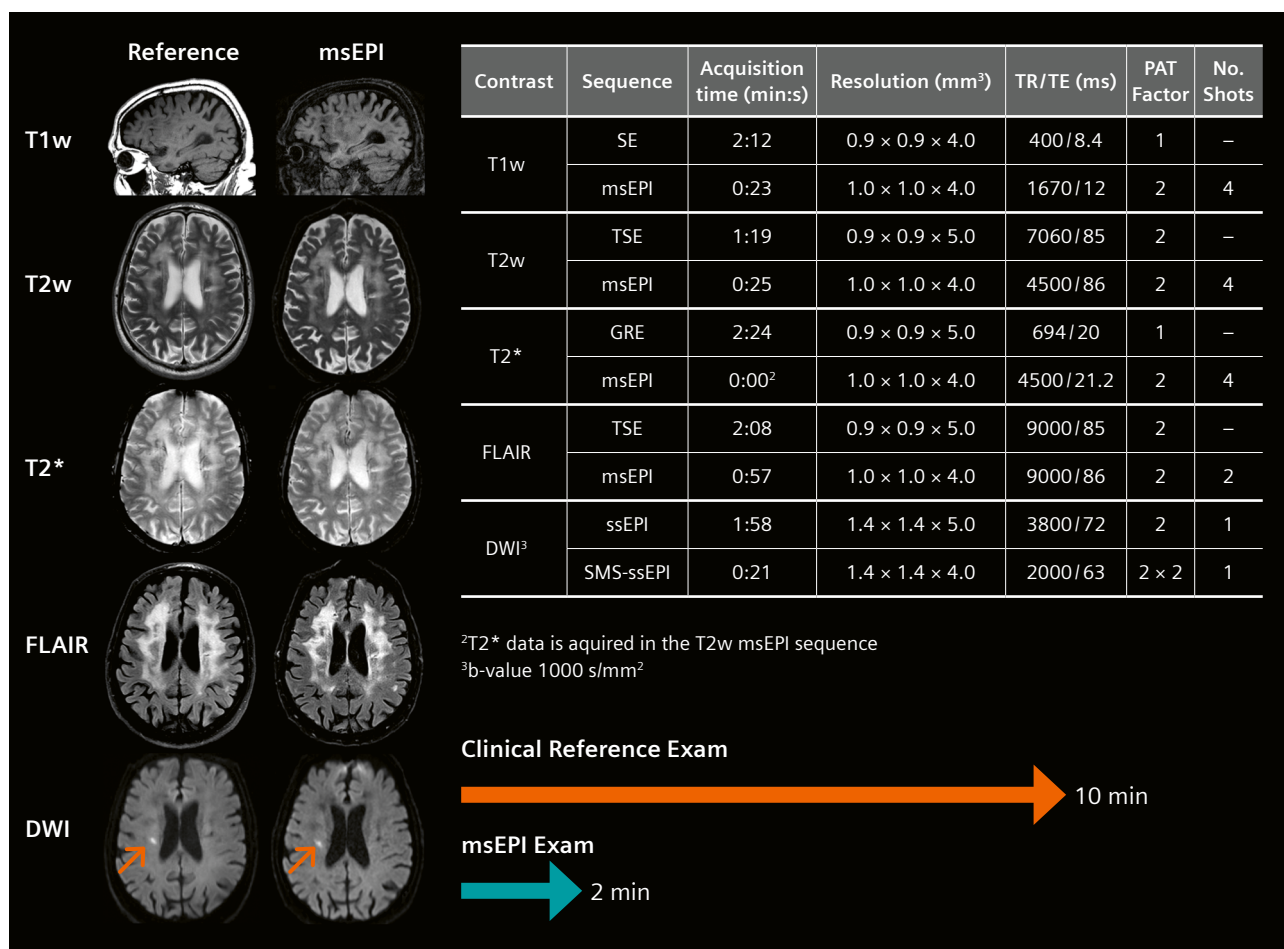 Reference msEPI
T1w
T2w
T2*
FLAIR
DWI
Contrast Sequence Acquisition time (min:s) Resolution (mm³) TR/TE (ms) PAT Factor No. Shots
T1w SE 2:12 0.9 × 0.9 × 4.0 400/8.4 1 –
msEPI 0:23 1.0 × 1.0 × 4.0 1670/12 2 4
T2w TSE 1:19 0.9 × 0.9 × 5.0 7060/85 2 –
msEPI 0:25 1.0 × 1.0 × 4.0 4500/86 2 4
T2* GRE 2:24 0.9 × 0.9 × 5.0 694/20 1 –
msEPI 0:00² 1.0 × 1.0 × 4.0 4500/21.2 2 4
FLAIR TSE 2:08 0.9 × 0.9 × 5.0 9000/85 2 –
msEPI 0:57 1.0 × 1.0 × 4.0 9000/86 2 2
DWI³ ssEPI 1:58 1.4 × 1.4 × 5.0 3800/72 2 1
SMS-ssEPI 0:21 1.4 × 1.4 × 4.0 2000/63 2 × 2 1
²T2* data is aquired in the T2w msEPI sequence
³b-value 1000 s/mm²
Clinical Reference Exam
10 min
msEPI Exam
2 min